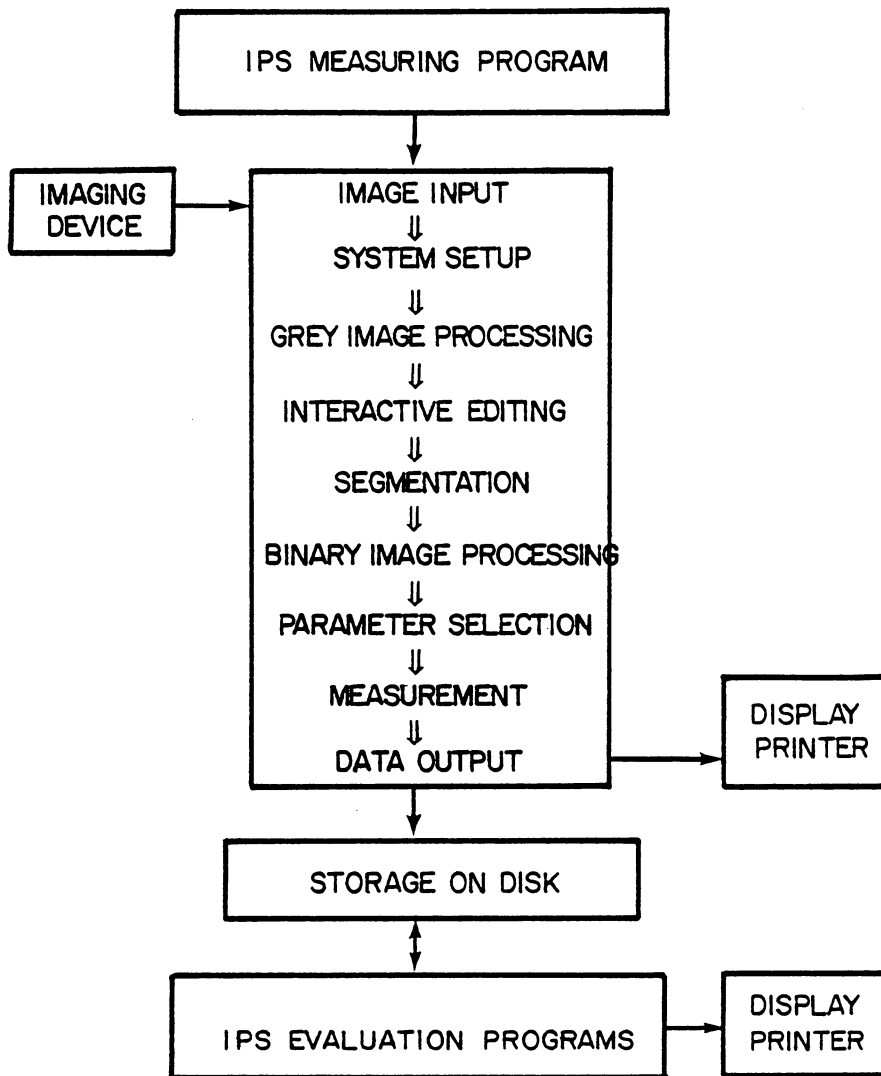 IPS MEASURING PROGRAM
IMAGING
DEVICE
IMAGE INPUT
⇓
SYSTEM SETUP
⇓
GREY IMAGE PROCESSING
⇓
INTERACTIVE EDITING
⇓
SEGMENTATION
⇓
BINARY IMAGE PROCESSING
⇓
PARAMETER SELECTION
⇓
MEASUREMENT
⇓
DATA OUTPUT
DISPLAY
PRINTER
STORAGE ON DISK
IPS EVALUATION PROGRAMS
DISPLAY
PRINTER